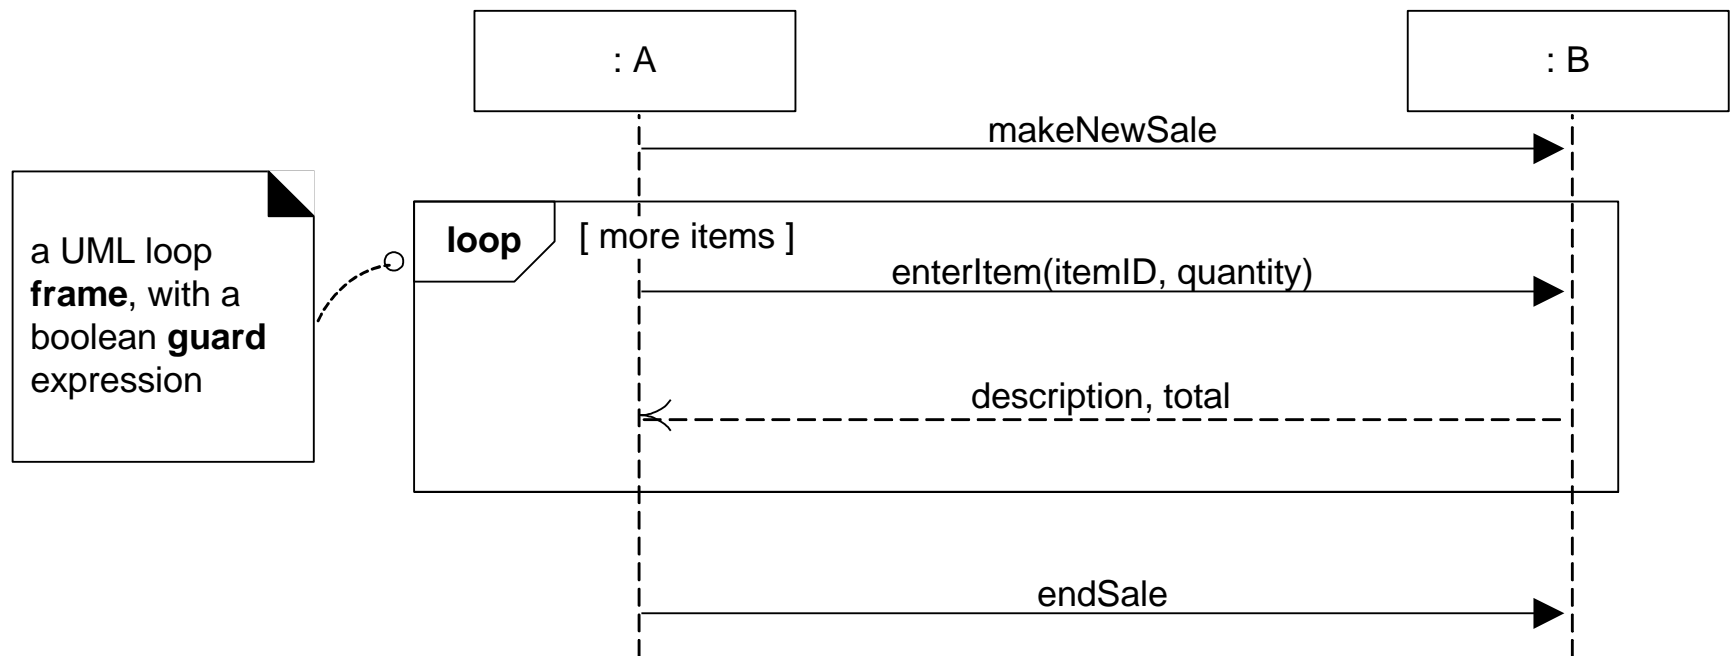 : A
: B
makeNewSale
a UML loop
frame, with a
boolean guard
expression
loop
[ more items ]
enterItem(itemID, quantity)
description, total
endSale